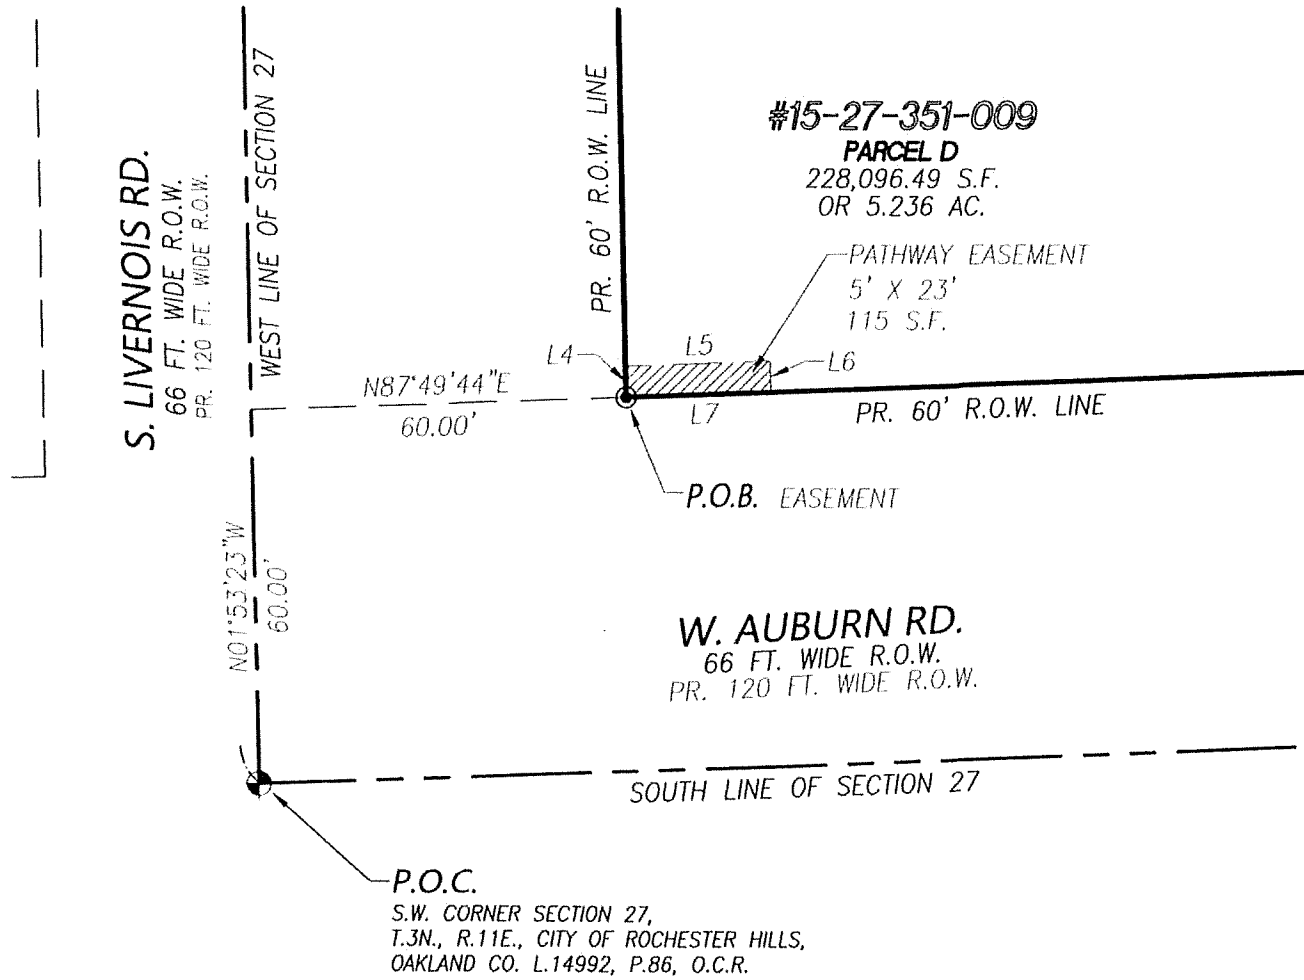 S. LIVERNOIS RD.
66 FT. WIDE R.O.W.
PR. 120 FT. WIDE R.O.W.
WEST LINE OF SECTION 27
PR. 60' R.O.W. LINE
#15-27-351-009
PARCEL D
228,096.49 S.F.
OR 5.236 AC.
PATHWAY EASEMENT
5' X 23'
115 S.F.
L4
L5
L6
L7
N87°49'44"E
60.00'
PR. 60' R.O.W. LINE
P.O.B. EASEMENT
N01°53'23"W
60.00'
W. AUBURN RD.
66 FT. WIDE R.O.W.
PR. 120 FT. WIDE R.O.W.
SOUTH LINE OF SECTION 27
P.O.C.
S.W. CORNER SECTION 27,
T.3N., R.11E., CITY OF ROCHESTER HILLS,
OAKLAND CO. L.14992, P.86, O.C.R.